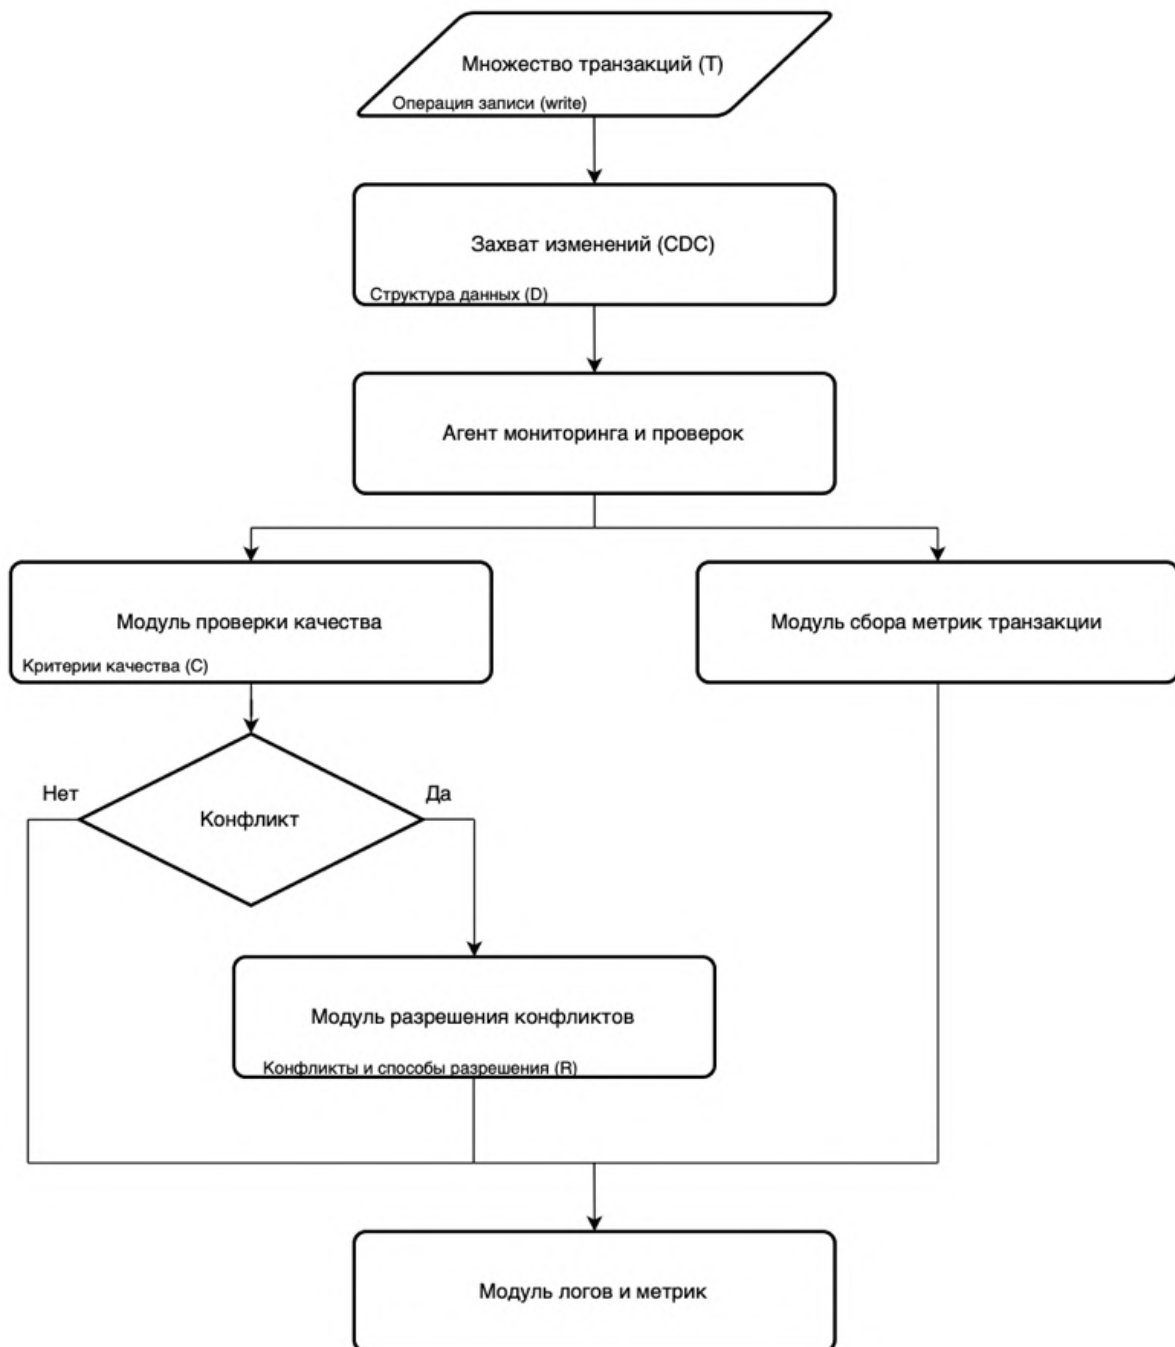 Множество транзакций (T)
Операция записи (write)
Захват изменений (CDC)
Структура данных (D)
Агент мониторинга и проверок
Модуль проверки качества
Критерии качества (C)
Модуль сбора метрик транзакции
Нет
Да
Конфликт
Модуль разрешения конфликтов
Конфликты и способы разрешения (R)
Модуль логов и метрик